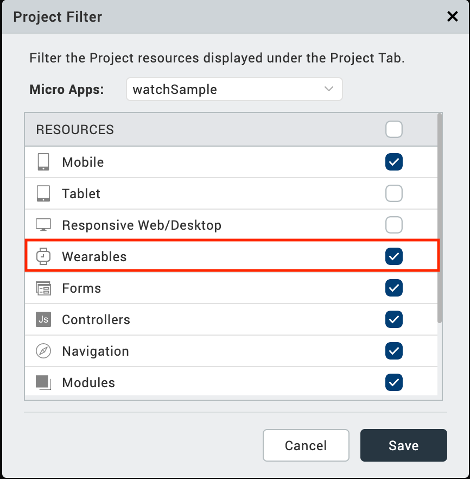 Project Filter
Filter the Project resources displayed under the Project Tab.
Micro Apps: watchSample
RESOURCES
Mobile
Tablet
Responsive Web/Desktop
Wearables
Forms
Js Controllers
Navigation
Modules
Cancel Save